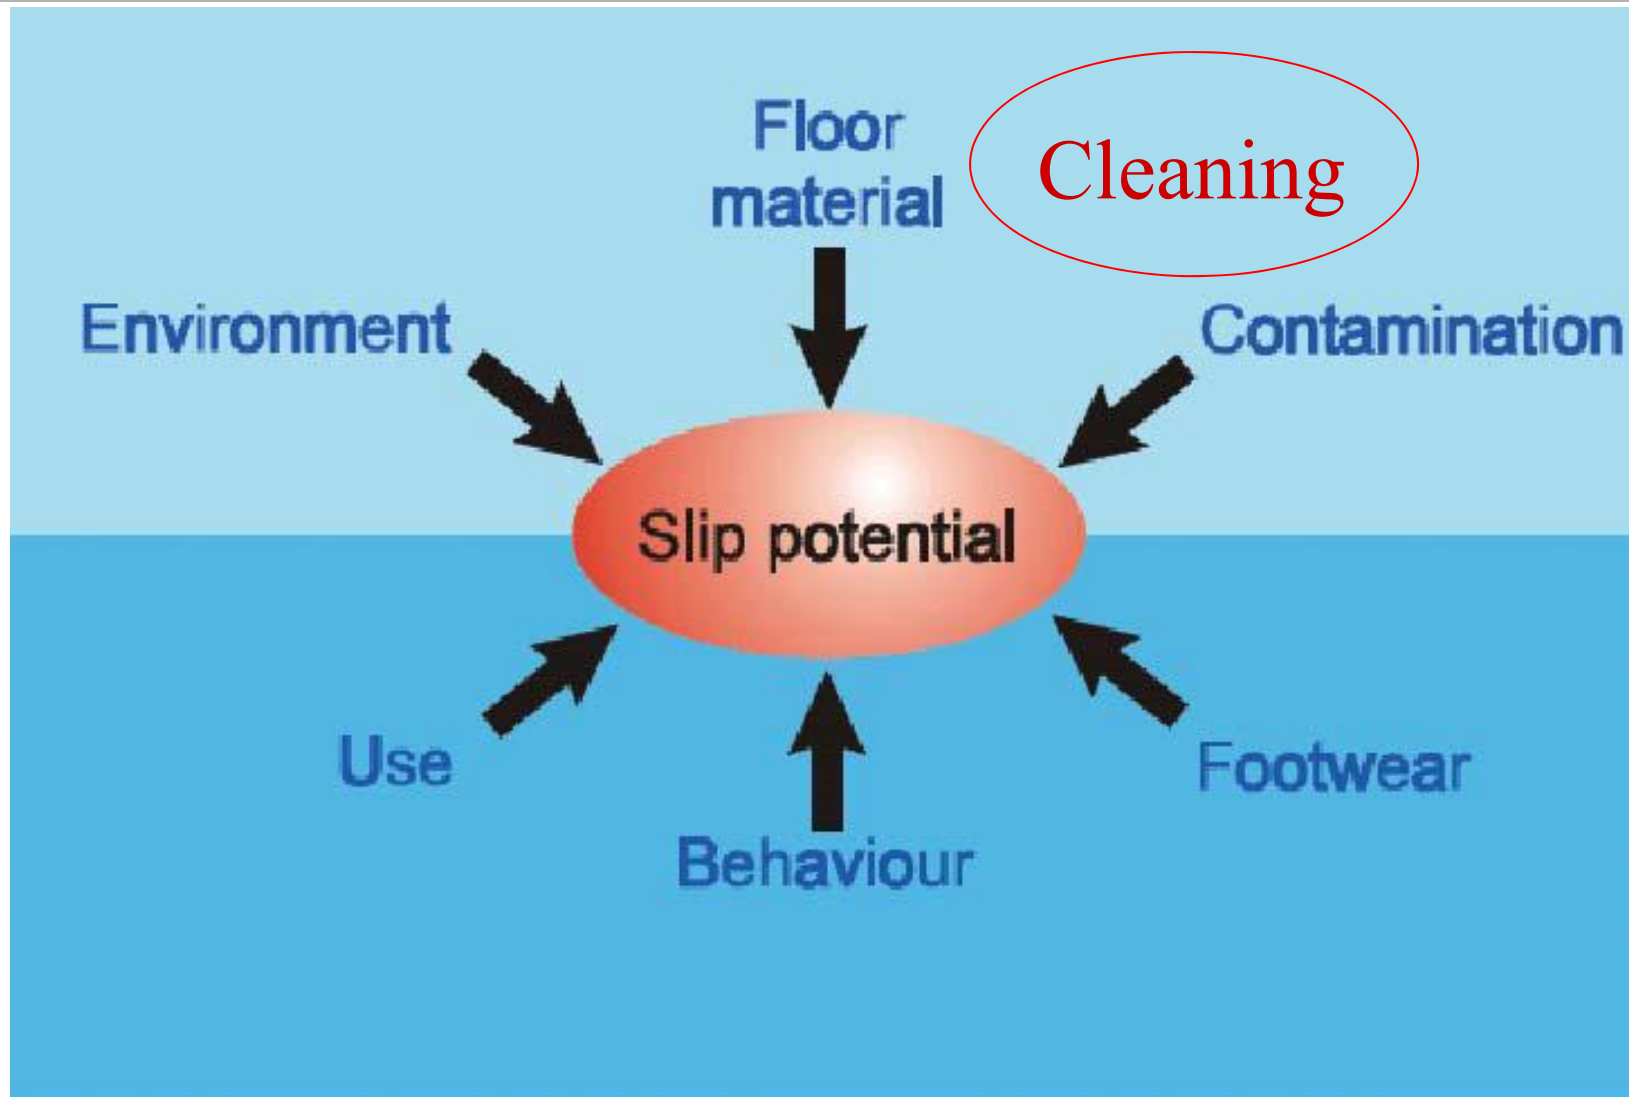 Floor
material
Cleaning
Environment
Contamination
Slip potential
Use
Footwear
Behaviour